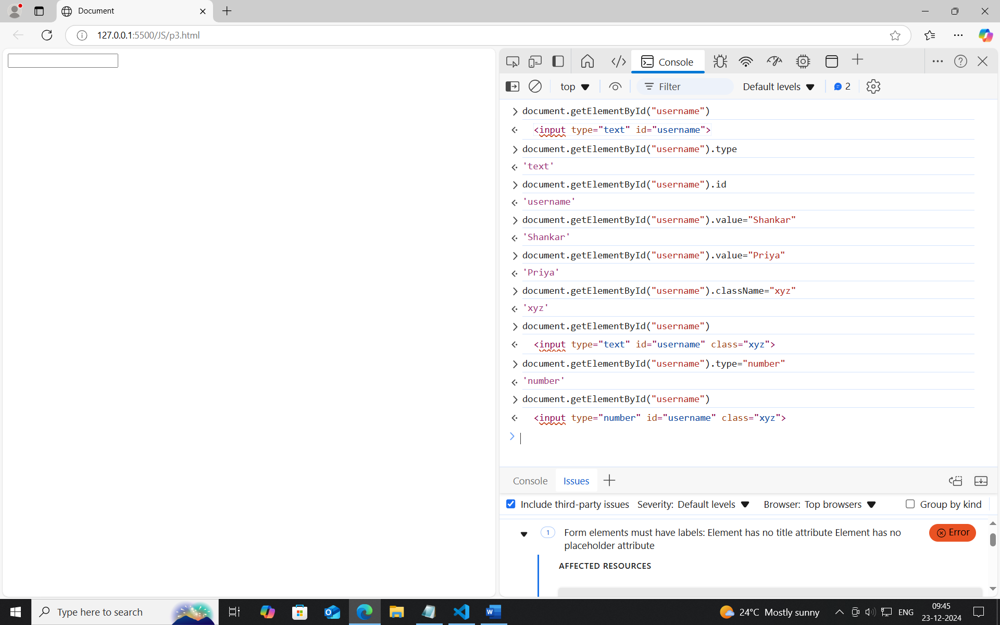 Document
127.0.0.1:5500/JS/p3.html
Console
top
Filter
Default levels
2
document.getElementById("username")
<input type="text" id="username">
document.getElementById("username").type
'text'
document.getElementById("username").id
'username'
document.getElementById("username").value="Shankar"
'Shankar'
document.getElementById("username").value="Priya"
'Priya'
document.getElementById("username").className="xyz"
'xyz'
document.getElementById("username")
<input type="text" id="username" class="xyz">
document.getElementById("username").type="number"
'number'
document.getElementById("username")
<input type="number" id="username" class="xyz">
Console Issues
Include third-party issues Severity: Default levels Browser: Top browsers Group by kind
1 Form elements must have labels: Element has no title attribute Element has no Error
placeholder attribute
AFFECTED RESOURCES
Type here to search
24°C Mostly sunny
ENG
09:45
23-12-2024